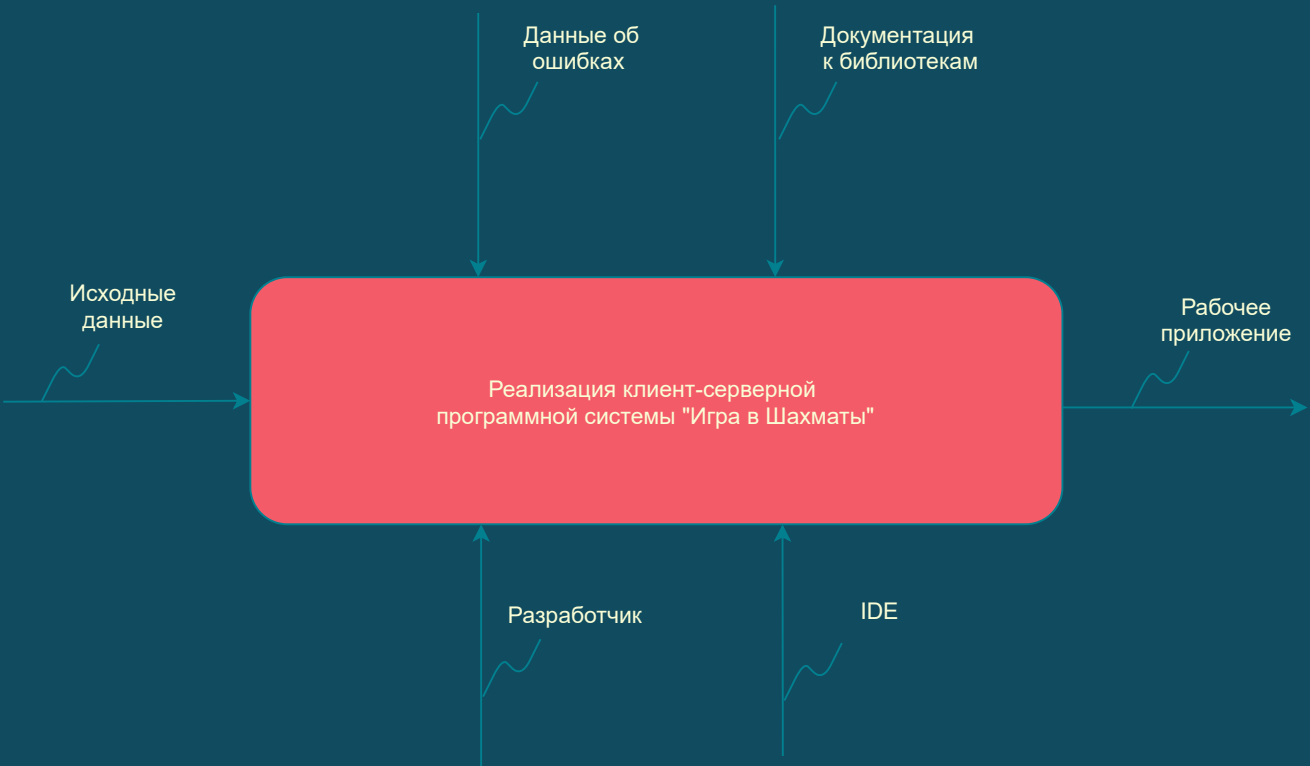 Данные об
ошибках
Документация
к библиотекам
Исходные
данные
Рабочее
приложение
Реализация клиент-серверной
программной системы "Игра в Шахматы"
Разработчик
IDE